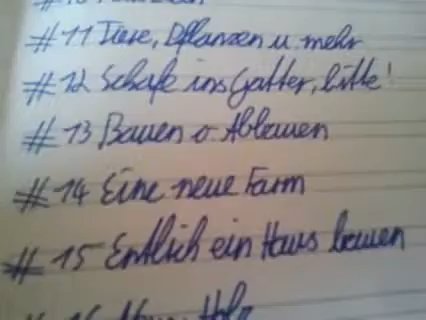 #11 Tiere, Pflanzen u. mehr
#12 Schafe ins Gatter, bitte!
#13 Bauen o. Abbauen
#14 Eine neue Farm
#15 Entlich ein Haus bauen